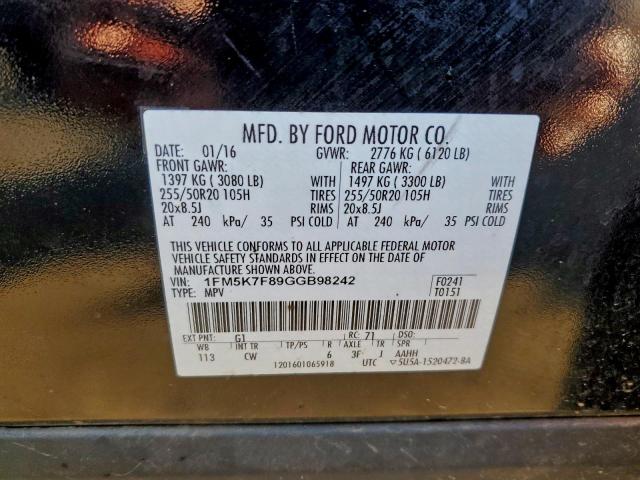 MFD. BY FORD MOTOR CO.
DATE: 01/16 GVWR: 2776 KG ( 6120 LB)
FRONT GAWR: REAR GAWR:
1397 KG ( 3080 LB) WITH 1497 KG ( 3300 LB) WITH
255/50R20 105H TIRES 255/50R20 105H TIRES
20x8.5J RIMS 20x8.5J RIMS
AT 240 kPa/ 35 PSI COLD AT 240 kPa/ 35 PSI COLD
THIS VEHICLE CONFORMS TO ALL APPLICABLE FEDERAL MOTOR
VEHICLE SAFETY STANDARDS IN EFFECT ON THE DATE OF
MANUFACTURE SHOWN ABOVE.
VIN: 1FM5K7F89GGB98242 F0241
TYPE: MPV T0151
EXT PNT: G1 RC: 71 DSO:
WB INT TR TP/PS R AXLE TR SPR
113 CW 6 3F J AAHH
1201601065918 UTC ▽5U5A-1520472-BA